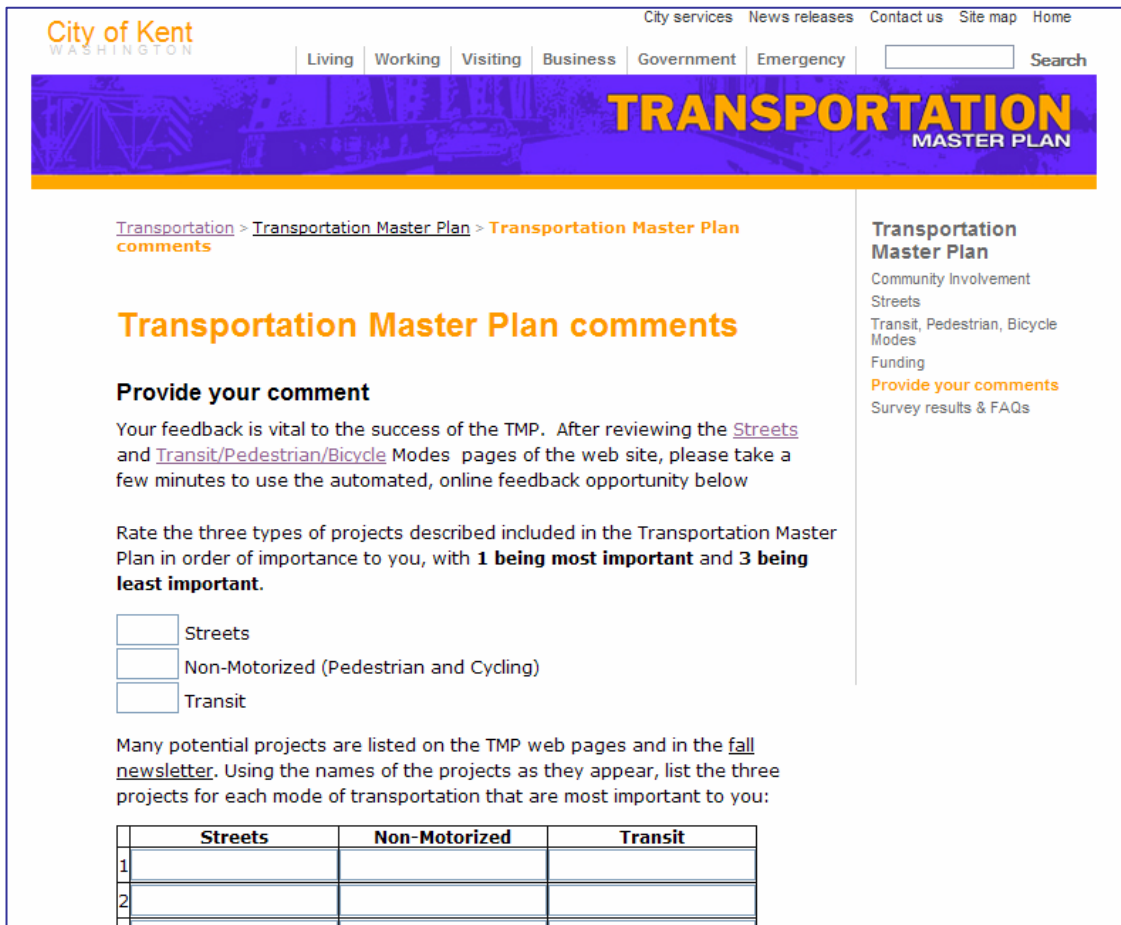 City services News releases Contact us Site map Home
City of Kent
WASHINGTON
Living Working Visiting Business Government Emergency Search
TRANSPORTATION
MASTER PLAN
Transportation > Transportation Master Plan > Transportation Master Plan
comments
Transportation Master Plan comments
Provide your comment
Your feedback is vital to the success of the TMP. After reviewing the Streets
and Transit/Pedestrian/Bicycle Modes pages of the web site, please take a
few minutes to use the automated, online feedback opportunity below
Rate the three types of projects described included in the Transportation Master
Plan in order of importance to you, with 1 being most important and 3 being
least important.
Streets
Non-Motorized (Pedestrian and Cycling)
Transit
Many potential projects are listed on the TMP web pages and in the fall
newsletter. Using the names of the projects as they appear, list the three
projects for each mode of transportation that are most important to you:
Streets Non-Motorized Transit
1
2
Transportation
Master Plan
Community Involvement
Streets
Transit, Pedestrian, Bicycle
Modes
Funding
Provide your comments
Survey results & FAQs